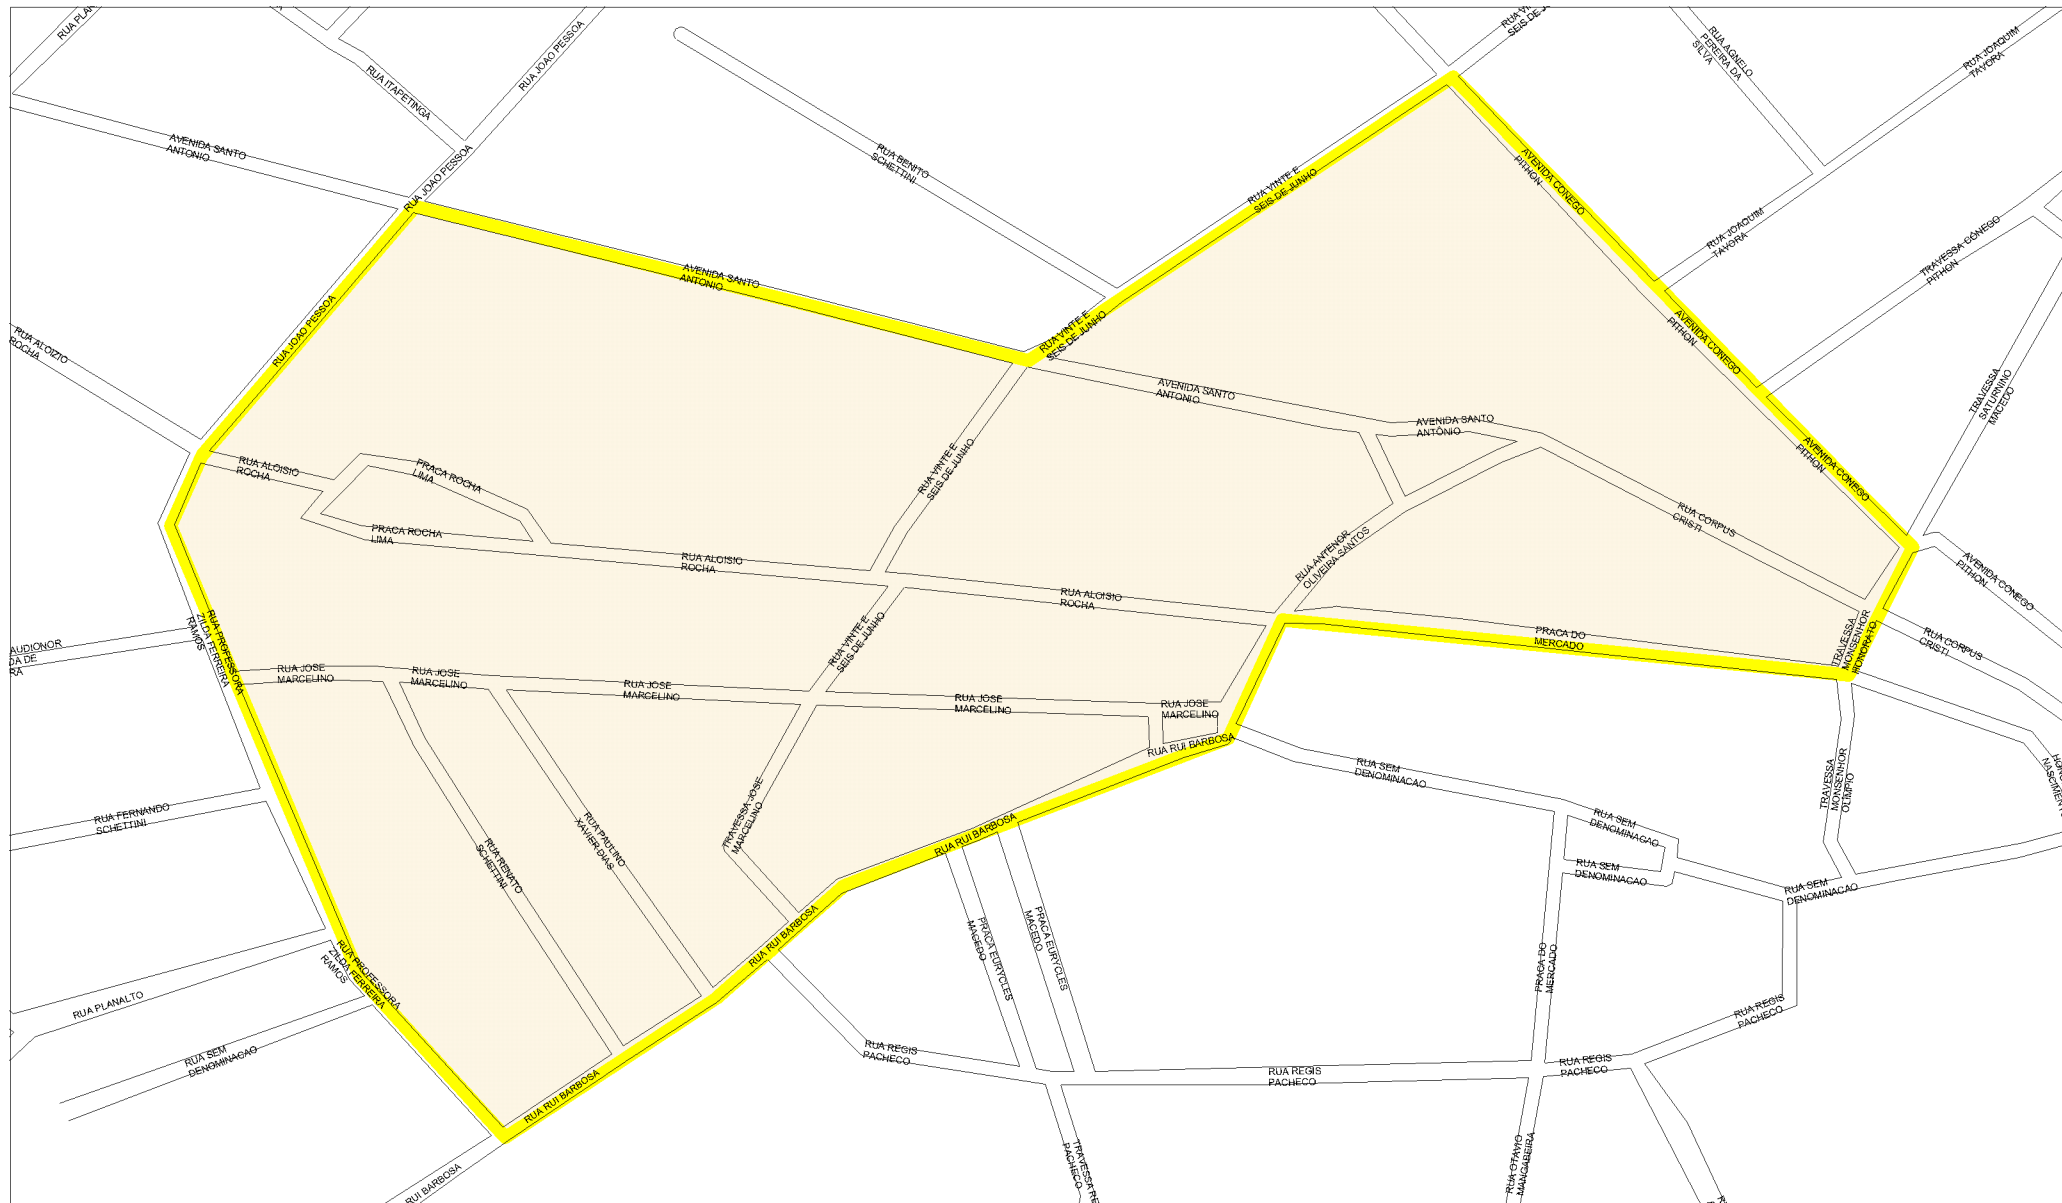 RUA JOAO PESSOA
RUA ITAPETINGA
AVENIDA SANTO
ANTONIO
RUA JOAO PESSOA
RUA BENITO
SCHETTINI
RUA VINTE E
SEIS DE JUNHO
RUA AGNELO
PEREIRA DA
SILVA
RUA JOAQUIM
TAVORA
AVENIDA CONEGO
PITHON
RUA JOAQUIM
TAVORA
TRAVESSA CÔNEGO
PITHON
AVENIDA SANTO
ANTONIO
RUA JOAO PESSOA
RUA VINTE E
SEIS DE JUNHO
AVENIDA CONEGO
PITHON
RUA ALOIZIO
ROCHA
AVENIDA SANTO
ANTONIO
AVENIDA SANTO
ANTÔNIO
TRAVESSA
SATURNINO
MACEDO
AVENIDA CONEGO
PITHON
RUA ALOISIO
ROCHA
PRACA ROCHA
LIMA
RUA VINTE E
SEIS DE JUNHO
PRACA ROCHA
LIMA
RUA ALOISIO
ROCHA
RUA ANTENOR
OLIVEIRA SANTOS
RUA CORPUS
CRISTI
AVENIDA CONEGO
PITHON
RUA ALOISIO
ROCHA
PRACA DO
MERCADO
TRAVESSA
MONSENHOR
HONORATO
RUA CORPUS
CRISTI
AUDIONOR
DA DE
RA
RUA PROFESSORA
ZILDA FERREIRA
RAMOS
RUA VINTE E
SEIS DE JUNHO
RUA JOSE
MARCELINO
RUA JOSE
MARCELINO
RUA JOSE
MARCELINO
RUA JOSE
MARCELINO
RUA JOSE
MARCELINO
RUA RUI BARBOSA
RUA SEM
DENOMINACAO
TRAVESSA
MONSENHOR
OLIMPIO
RUA FERNANDO
SCHETTINI
RUA RENATO
SCHETTINI
RUA PAULINO
XAVIER DIAS
TRAVESSA JOSE
MARCELINO
RUA RUI BARBOSA
RUA SEM
DENOMINACAO
RUA SEM
DENOMINACAO
RUA SEM
DENOMINACAO
RUA PROFESSORA
ZILDA FERREIRA
RAMOS
RUA RUI BARBOSA
PRACA EURYCLES
MACEDO
PRACA EURYCLES
MACEDO
PRACA DO
MERCADO
RUA PLANALTO
RUA SEM
DENOMINACAO
RUA REGIS
PACHECO
RUA REGIS
PACHECO
RUA REGIS
PACHECO
RUA REGIS
PACHECO
RUA RUI BARBOSA
RUI BARBOSA
TRAVESSA RE
PACHECO
RUA OTAVIO
MANGABEIRA